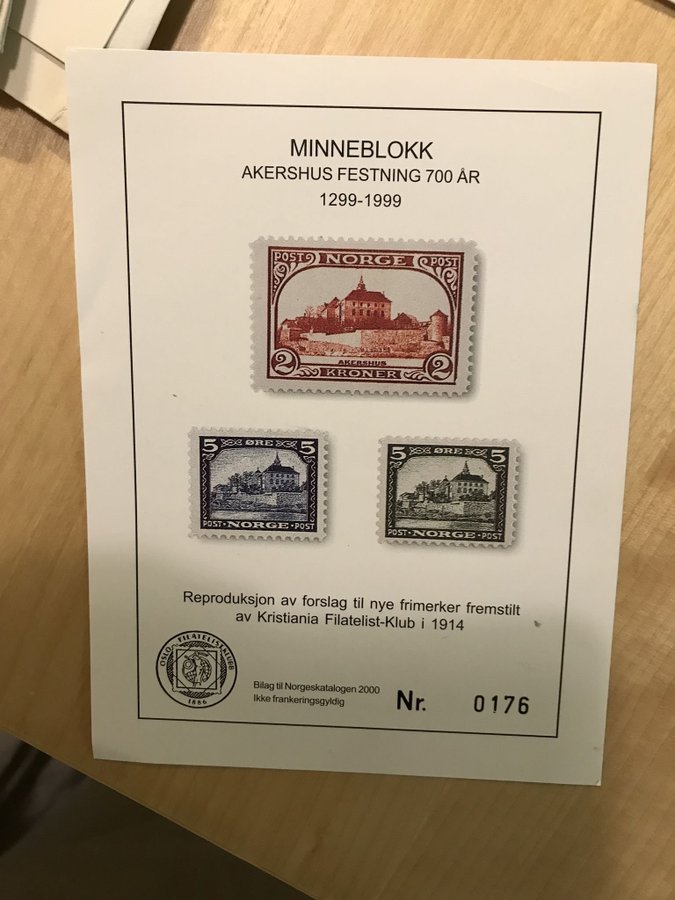 MINNEBLOKK
AKERSHUS FESTNING 700 ÅR
1299-1999
POST NORGE POST
AKERSHUS
2 KRONER 2
5 ØRE 5
POST · NORGE · POST
5 ØRE 5
POST · NORGE · POST
Reproduksjon av forslag til nye frimerker fremstilt
av Kristiania Filatelist-Klub i 1914
OSLO FILATELISTKLUBB
1886
Bilag til Norgeskatalogen 2000
Ikke frankeringsgyldig
Nr. 0176